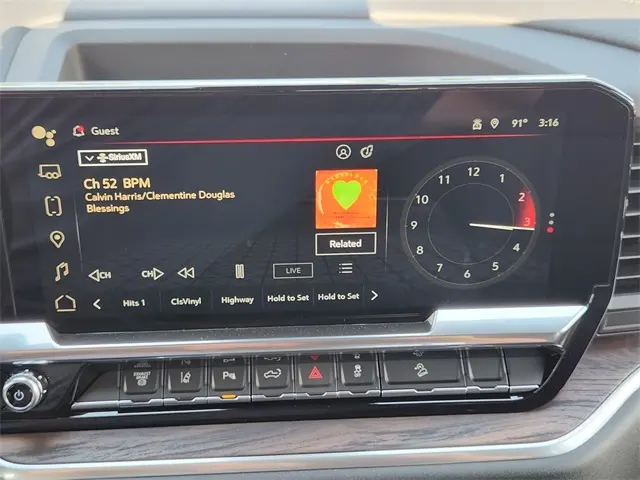 Guest
91° 3:16
SiriusXM
Ch 52 BPM
Calvin Harris/Clementine Douglas
Blessings
Related
CH CH LIVE
Hits 1 ClsVinyl Highway Hold to Set Hold to Set
12
1
2
3
4
5
6
7
8
9
10
11
EXHAUST
BRAKE